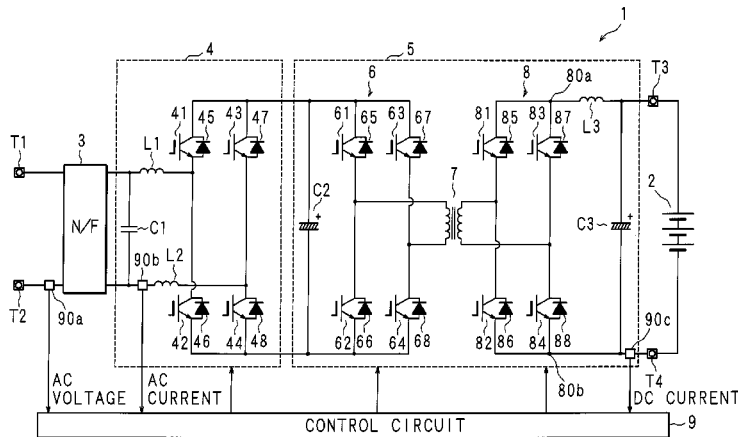 1
4
5
6
8
80a
T3
41
45
43
47
61
65
63
67
81
85
83
87
L3
T1
3
L1
7
C2
2
N/F
C1
C3
90b
L2
T2
90a
42
46
44
48
62
66
64
68
82
86
84
88
90c
80b
T4
AC VOLTAGE
AC CURRENT
DC CURRENT
CONTROL CIRCUIT
9
+
+